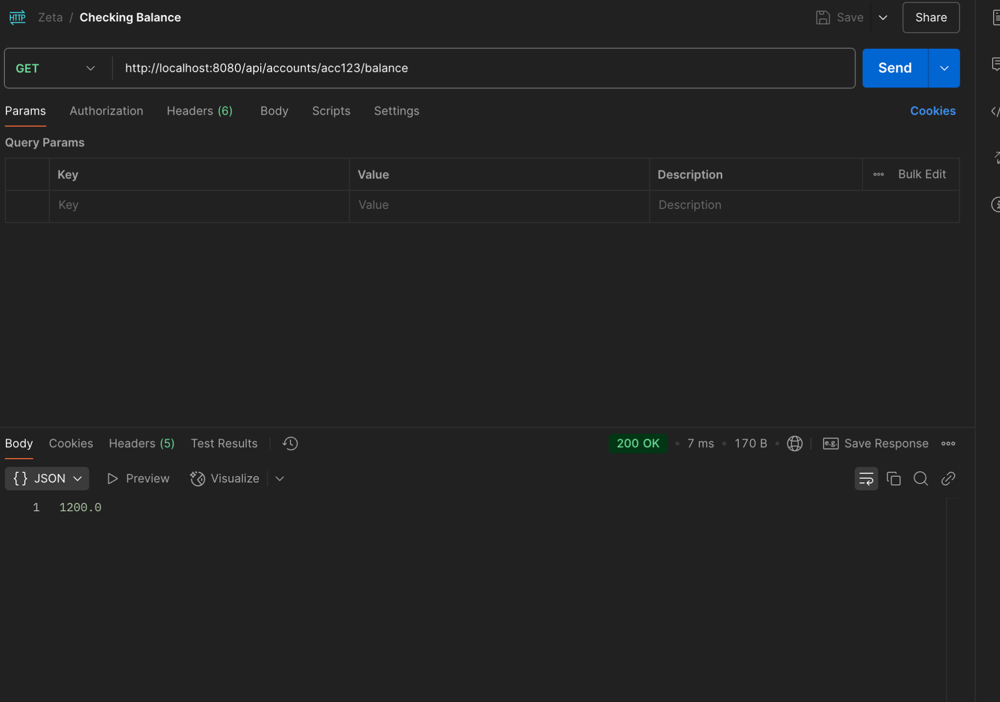 HTTP Zeta / Checking Balance Save Share
GET http://localhost:8080/api/accounts/acc123/balance Send
Params Authorization Headers (6) Body Scripts Settings Cookies
Query Params
Key Value Description Bulk Edit
Key Value Description
Body Cookies Headers (5) Test Results 200 OK • 7 ms • 170 B • e.g. Save Response
{} JSON Preview Visualize
1 1200.0